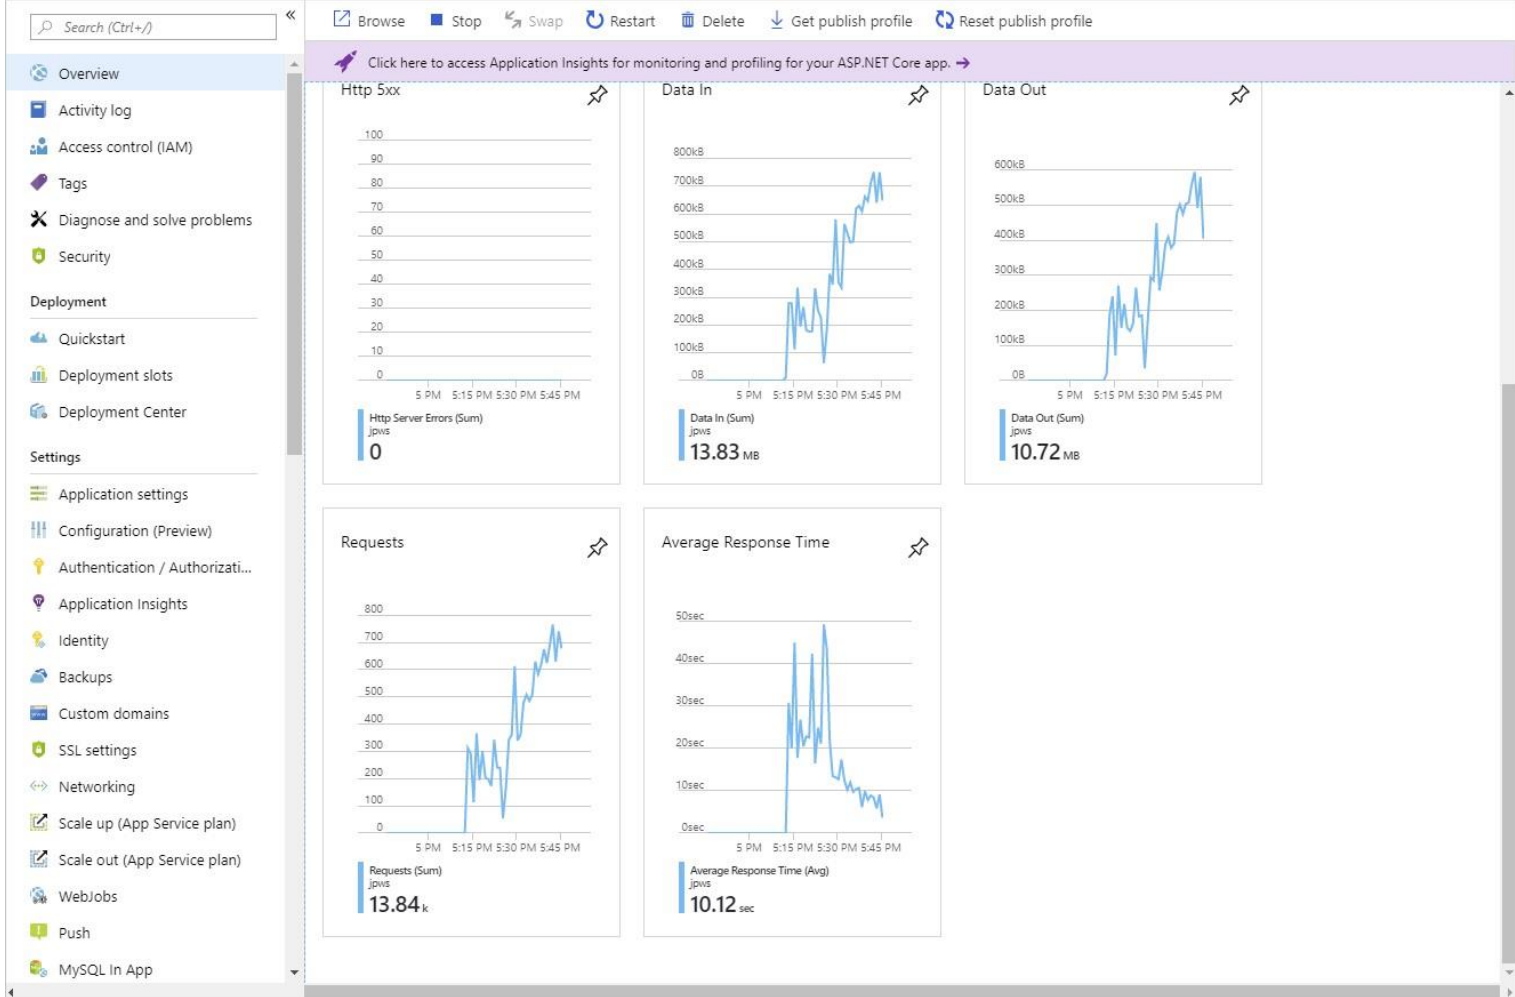 Search (Ctrl+/)
«
Overview
Activity log
Access control (IAM)
Tags
Diagnose and solve problems
Security
Deployment
Quickstart
Deployment slots
Deployment Center
Settings
Application settings
Configuration (Preview)
Authentication / Authorizati...
Application Insights
Identity
Backups
Custom domains
SSL settings
Networking
Scale up (App Service plan)
Scale out (App Service plan)
WebJobs
Push
MySQL In App
Browse Stop Swap Restart Delete Get publish profile Reset publish profile
Click here to access Application Insights for monitoring and profiling for your ASP.NET Core app. →
Http 5xx
100
90
80
70
60
50
40
30
20
10
0
5 PM 5:15 PM 5:30 PM 5:45 PM
Http Server Errors (Sum)
jpws
0
Data In
800kB
700kB
600kB
500kB
400kB
300kB
200kB
100kB
0B
5 PM 5:15 PM 5:30 PM 5:45 PM
Data In (Sum)
jpws
13.83 MB
Data Out
600kB
500kB
400kB
300kB
200kB
100kB
0B
5 PM 5:15 PM 5:30 PM 5:45 PM
Data Out (Sum)
jpws
10.72 MB
Requests
800
700
600
500
400
300
200
100
0
5 PM 5:15 PM 5:30 PM 5:45 PM
Requests (Sum)
jpws
13.84 k
Average Response Time
50sec
40sec
30sec
20sec
10sec
0sec
5 PM 5:15 PM 5:30 PM 5:45 PM
Average Response Time (Avg)
jpws
10.12 sec